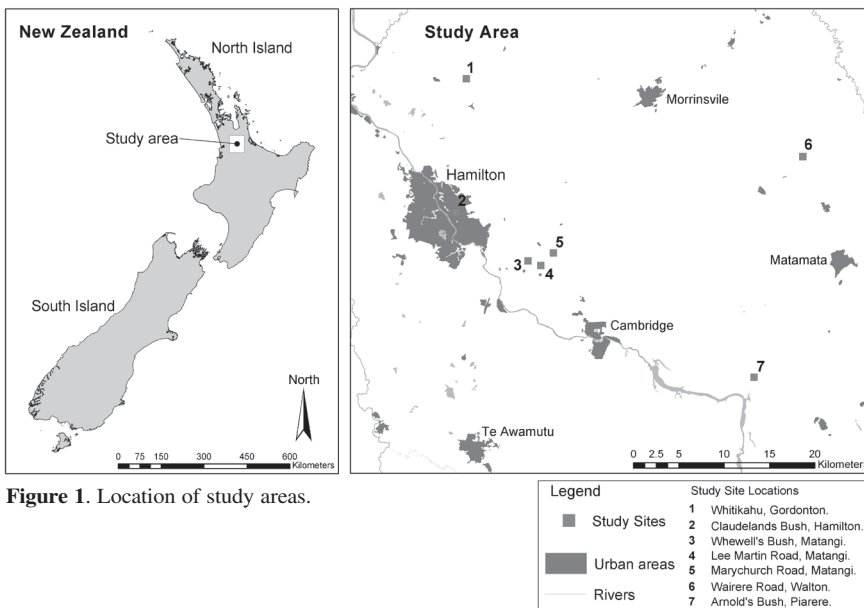 New Zealand
North Island
Study area
South Island
North
0 75 150 300 450 600
Kilometers
Study Area
1
Morrinsvile
6
Hamilton
2
5
3
4
Matamata
Cambridge
7
Te Awamutu
0 2.5 5 10 15 20
Kilometers
Figure 1. Location of study areas.
Legend
Study Sites
Urban areas
Rivers
Study Site Locations
1 Whitikahu, Gordonton.
2 Claudelands Bush, Hamilton.
3 Whewell's Bush, Matangi.
4 Lee Martin Road, Matangi.
5 Marychurch Road, Matangi.
6 Wairere Road, Walton.
7 Arnold's Bush, Piarere.